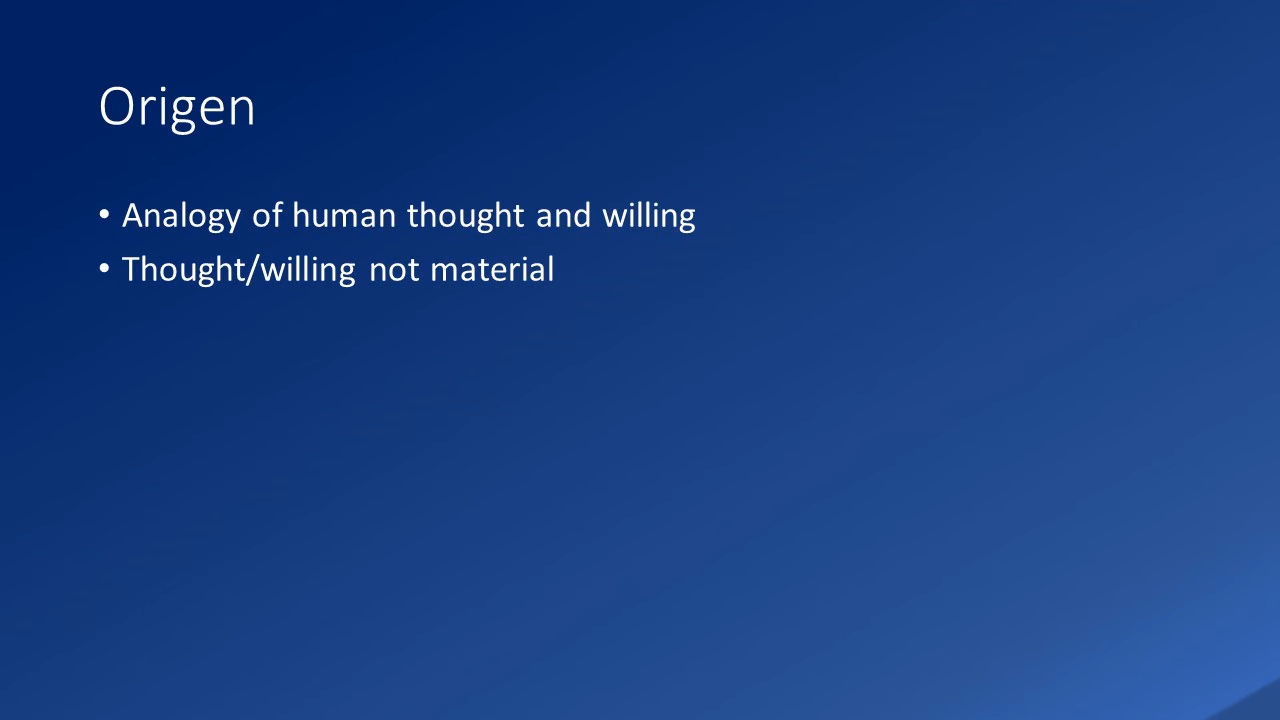 Origen
• Analogy of human thought and willing
• Thought/willing not material